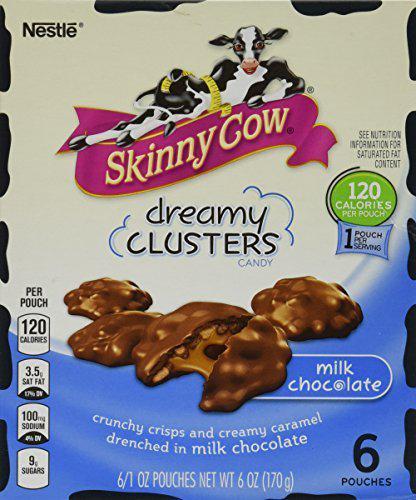 Nestlé®
Skinny Cow®
SEE NUTRITION
INFORMATION FOR
SATURATED FAT
CONTENT
dreamy
CLUSTERS
CANDY
120
CALORIES
PER POUCH
1 POUCH
PER
SERVING
PER
POUCH
120
CALORIES
3.5g
SAT FAT
17% DV
100mg
SODIUM
4% DV
9g
SUGARS
milk
chocolate
crunchy crisps and creamy caramel
drenched in milk chocolate
6
POUCHES
6/1 OZ POUCHES NET WT 6 OZ (170 g)